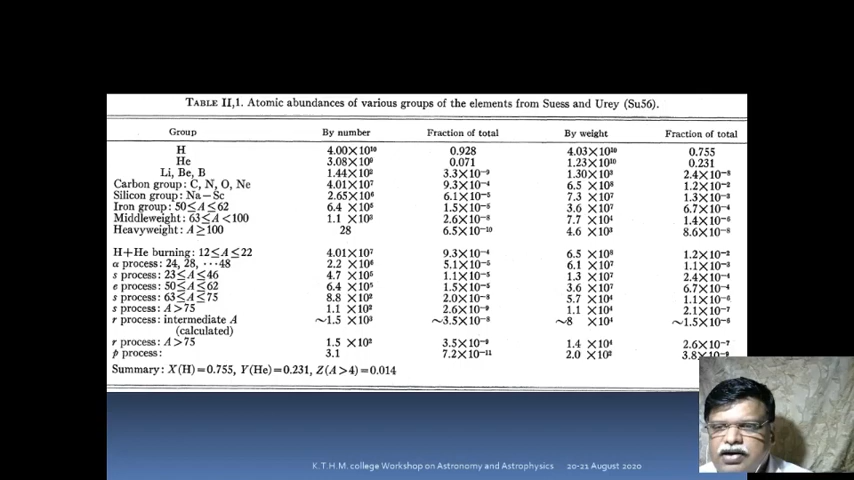 TABLE II,1. Atomic abundances of various groups of the elements from Suess and Urey (Su56).
Group By number Fraction of total By weight Fraction of total
H 4.00×10¹⁰ 0.928 4.03×10¹⁰ 0.755
He 3.08×10⁹ 0.071 1.23×10¹⁰ 0.231
Li, Be, B 1.44×10² 3.3×10⁻⁹ 1.30×10³ 2.4×10⁻⁸
Carbon group: C, N, O, Ne 4.01×10⁷ 9.3×10⁻⁴ 6.5 ×10⁸ 1.2×10⁻²
Silicon group: Na−Sc 2.65×10⁶ 6.1×10⁻⁵ 7.3 ×10⁷ 1.3×10⁻³
Iron group: 50≤A≤62 6.4 ×10⁵ 1.5×10⁻⁵ 3.6 ×10⁷ 6.7×10⁻⁴
Middleweight: 63≤A<100 1.1 ×10³ 2.6×10⁻⁸ 7.7 ×10⁴ 1.4×10⁻⁶
Heavyweight: A≥100 28 6.5×10⁻¹⁰ 4.6 ×10³ 8.6×10⁻⁸
H+He burning: 12≤A≤22 4.01×10⁷ 9.3×10⁻⁴ 6.5 ×10⁸ 1.2×10⁻²
α process: 24, 28, ···48 2.2 ×10⁶ 5.1×10⁻⁵ 6.1 ×10⁷ 1.1×10⁻³
s process: 23≤A≤46 4.7 ×10⁵ 1.1×10⁻⁵ 1.3 ×10⁷ 2.4×10⁻⁴
e process: 50≤A≤62 6.4 ×10⁵ 1.5×10⁻⁵ 3.6 ×10⁷ 6.7×10⁻⁴
s process: 63≤A≤75 8.8 ×10² 2.0×10⁻⁸ 5.7 ×10⁴ 1.1×10⁻⁶
s process: A>75 1.1 ×10² 2.6×10⁻⁹ 1.1 ×10⁴ 2.1×10⁻⁷
r process: intermediate A ∼1.5 ×10³ ∼3.5×10⁻⁸ ∼8 ×10⁴ ∼1.5×10⁻⁶
(calculated)
r process: A>75 1.5 ×10² 3.5×10⁻⁹ 1.4 ×10⁴ 2.6×10⁻⁷
p process: 3.1 7.2×10⁻¹¹ 2.0 ×10² 3.8×10⁻⁹
Summary: X(H)=0.755, Y(He)=0.231, Z(A>4)=0.014
K. T.H.M. college Workshop on Astronomy and Astrophysics 20-21 August 2020